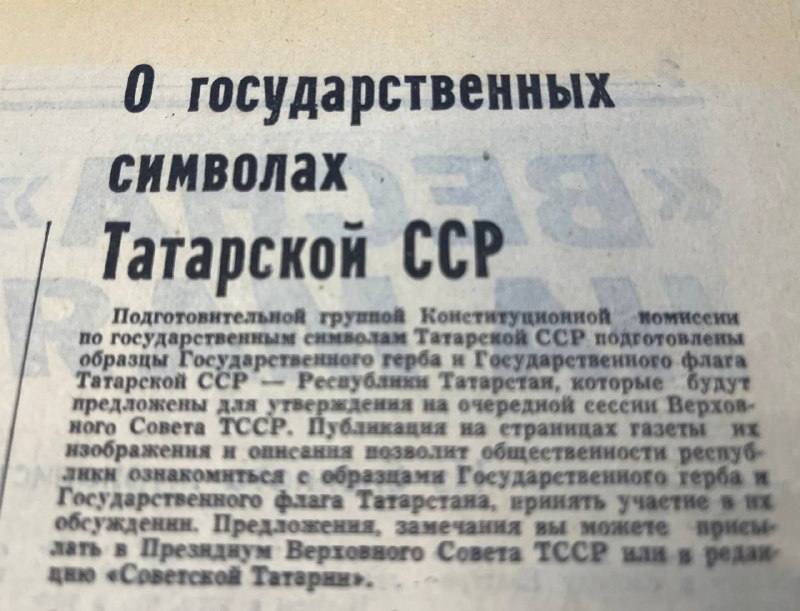 О государственных
символах
Татарской ССР
Подготовительной группой Конституционной комиссии
по государственным символам Татарской ССР подготовлены
образцы Государственного герба и Государственного флага
Татарской ССР — Республики Татарстан, которые будут
предложены для утверждения на очередной сессии Верхов-
ного Совета ТССР. Публикация на страницах газеты их
изображения и описания позволит общественности респуб-
лики ознакомиться с образцами Государственного герба и
Государственного флага Татарстана, принять участие в их
обсуждении. Предложения, замечания вы можете присы-
лать в Президиум Верховного Совета ТССР или в редак-
цию «Советской Татарии».